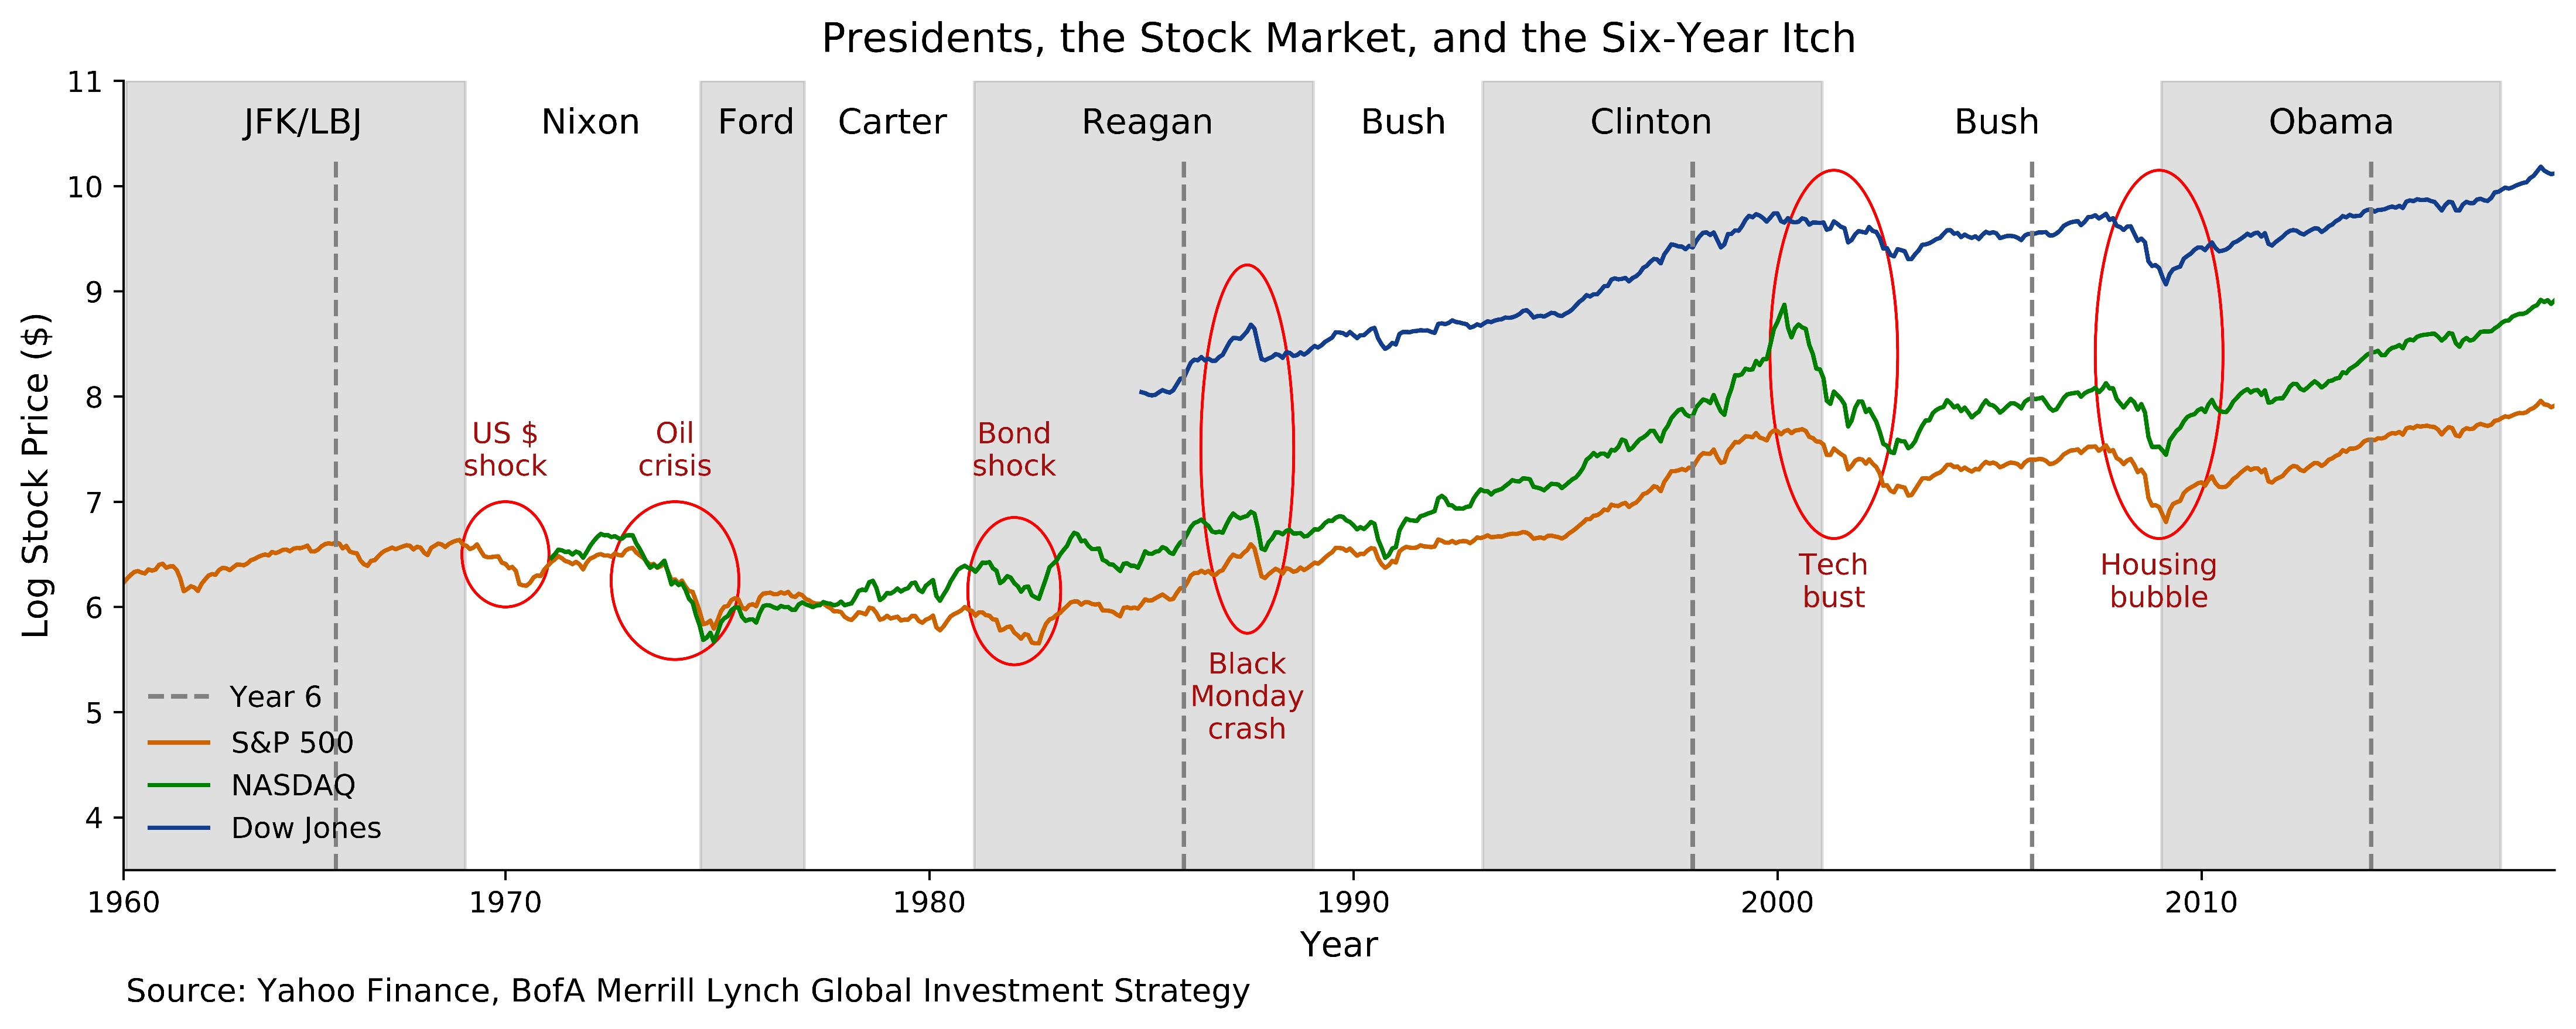 Presidents, the Stock Market, and the Six-Year Itch
11
10
9
8
7
6
5
4
Log Stock Price ($)
JFK/LBJ
Nixon
Ford
Carter
Reagan
Bush
Clinton
Bush
Obama
US $
shock
Oil
crisis
Bond
shock
Black
Monday
crash
Tech
bust
Housing
bubble
Year 6
S&P 500
NASDAQ
Dow Jones
1960
1970
1980
1990
2000
2010
Year
Source: Yahoo Finance, BofA Merrill Lynch Global Investment Strategy